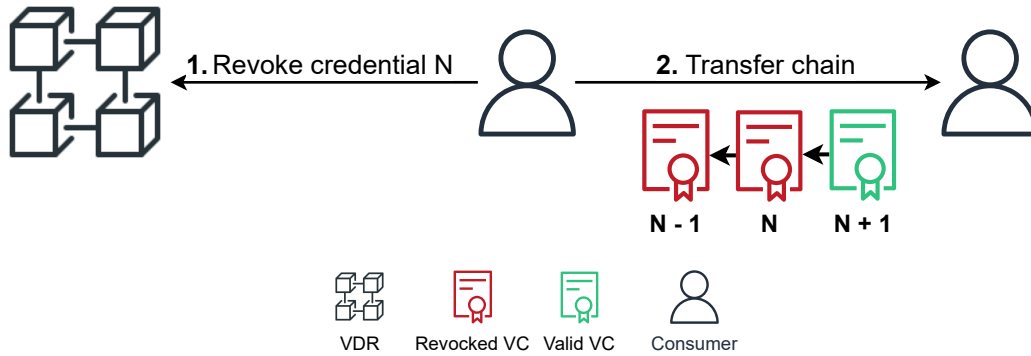 1. Revoke credential N
2. Transfer chain
N - 1
N
N + 1
VDR
Revocked VC
Valid VC
Consumer